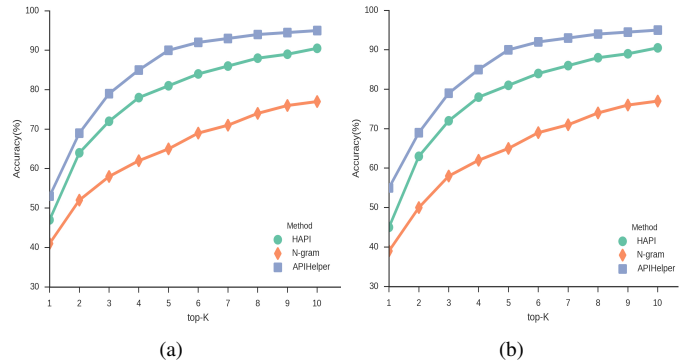 100
90
80
70
60
50
40
30
Accuracy(%)
Method
HAPI
N-gram
APIHelper
1 2 3 4 5 6 7 8 9 10
top-K
(a)
100
90
80
70
60
50
40
30
Accuracy(%)
Method
HAPI
N-gram
APIHelper
1 2 3 4 5 6 7 8 9 10
top-K
(b)